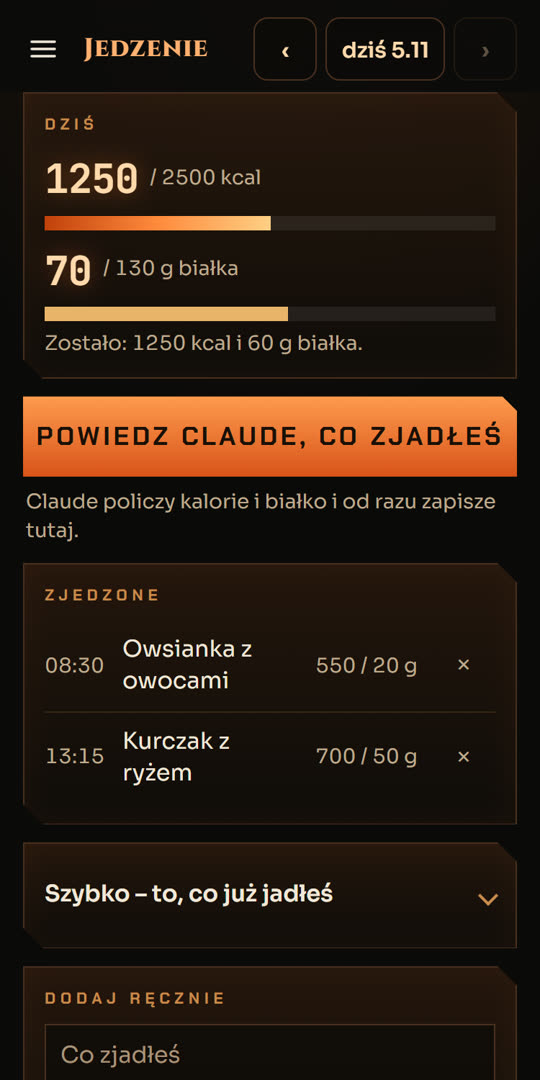 Jedzenie
‹ dziś 5.11 ›
DZIŚ
1250 / 2500 kcal
70 / 130 g białka
Zostało: 1250 kcal i 60 g białka.
POWIEDZ CLAUDE, CO ZJADŁEŚ
Claude policzy kalorie i białko i od razu zapisze
tutaj.
ZJEDZONE
08:30 Owsianka z owocami 550 / 20 g ×
13:15 Kurczak z ryżem 700 / 50 g ×
Szybko – to, co już jadłeś
DODAJ RĘCZNIE
Co zjadłeś